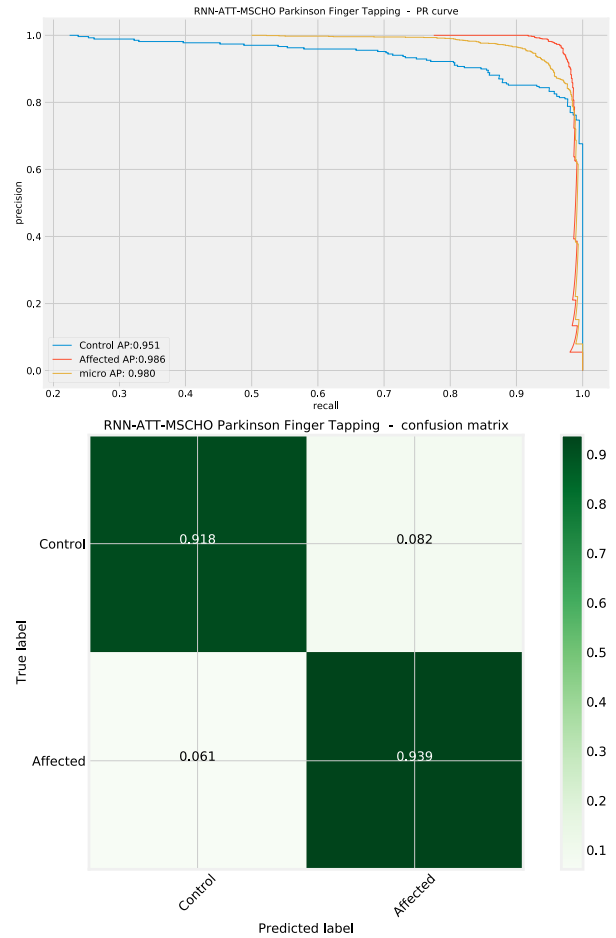 RNN-ATT-MSCHO Parkinson Finger Tapping - PR curve
1.0
0.8
0.6
0.4
0.2
0.0
precision
Control AP:0.951
Affected AP:0.986
micro AP: 0.980
0.2 0.3 0.4 0.5 0.6 0.7 0.8 0.9 1.0
recall
RNN-ATT-MSCHO Parkinson Finger Tapping - confusion matrix
True label
Control
0.918 0.082
Affected
0.061 0.939
Control Affected
Predicted label
0.9
0.8
0.7
0.6
0.5
0.4
0.3
0.2
0.1